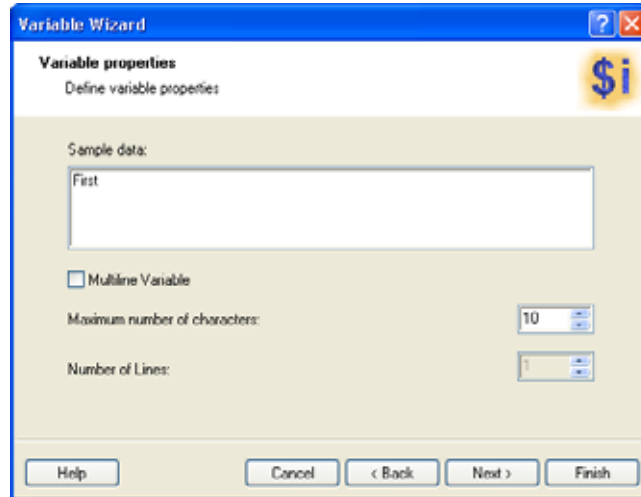 Variable Wizard
Variable properties
Define variable properties
$i
Sample data:
First
Multiline Variable
Maximum number of characters: 10
Number of Lines: 1
Help Cancel < Back Next > Finish